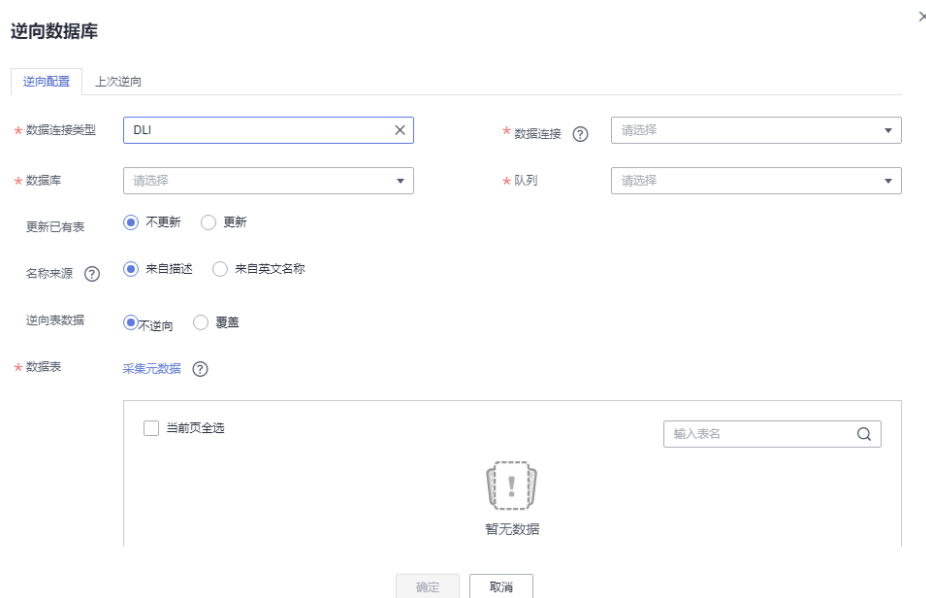 逆向数据库
逆向配置 上次逆向
* 数据连接类型 DLI * 数据连接 ? 请选择
* 数据库 请选择 * 队列 请选择
更新已有表 不更新 更新
名称来源 ? 来自描述 来自英文名称
逆向表数据 不逆向 覆盖
* 数据表 采集元数据 ?
当前页全选 输入表名
暂无数据
确定 取消